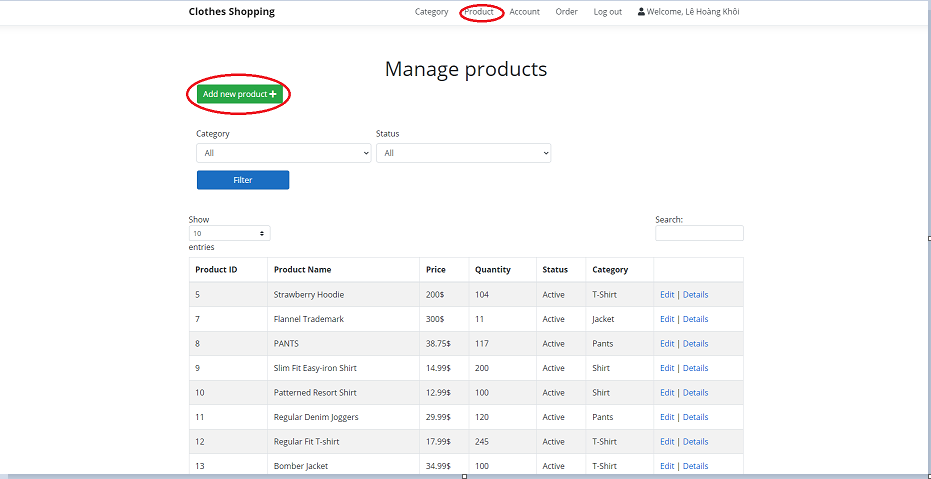 Clothes Shopping Category Product Account Order Log out Welcome, Lê Hoàng Khôi
Manage products
Add new product +
Category Status
All All
Filter
Show Search:
10
entries
Product ID Product Name Price Quantity Status Category
5 Strawberry Hoodie 200$ 104 Active T-Shirt Edit | Details
7 Flannel Trademark 300$ 11 Active Jacket Edit | Details
8 PANTS 38.75$ 117 Active Pants Edit | Details
9 Slim Fit Easy-iron Shirt 14.99$ 200 Active Shirt Edit | Details
10 Patterned Resort Shirt 12.99$ 100 Active Shirt Edit | Details
11 Regular Denim Joggers 29.99$ 120 Active Pants Edit | Details
12 Regular Fit T-shirt 17.99$ 245 Active T-Shirt Edit | Details
13 Bomber Jacket 34.99$ 100 Active T-Shirt Edit | Details